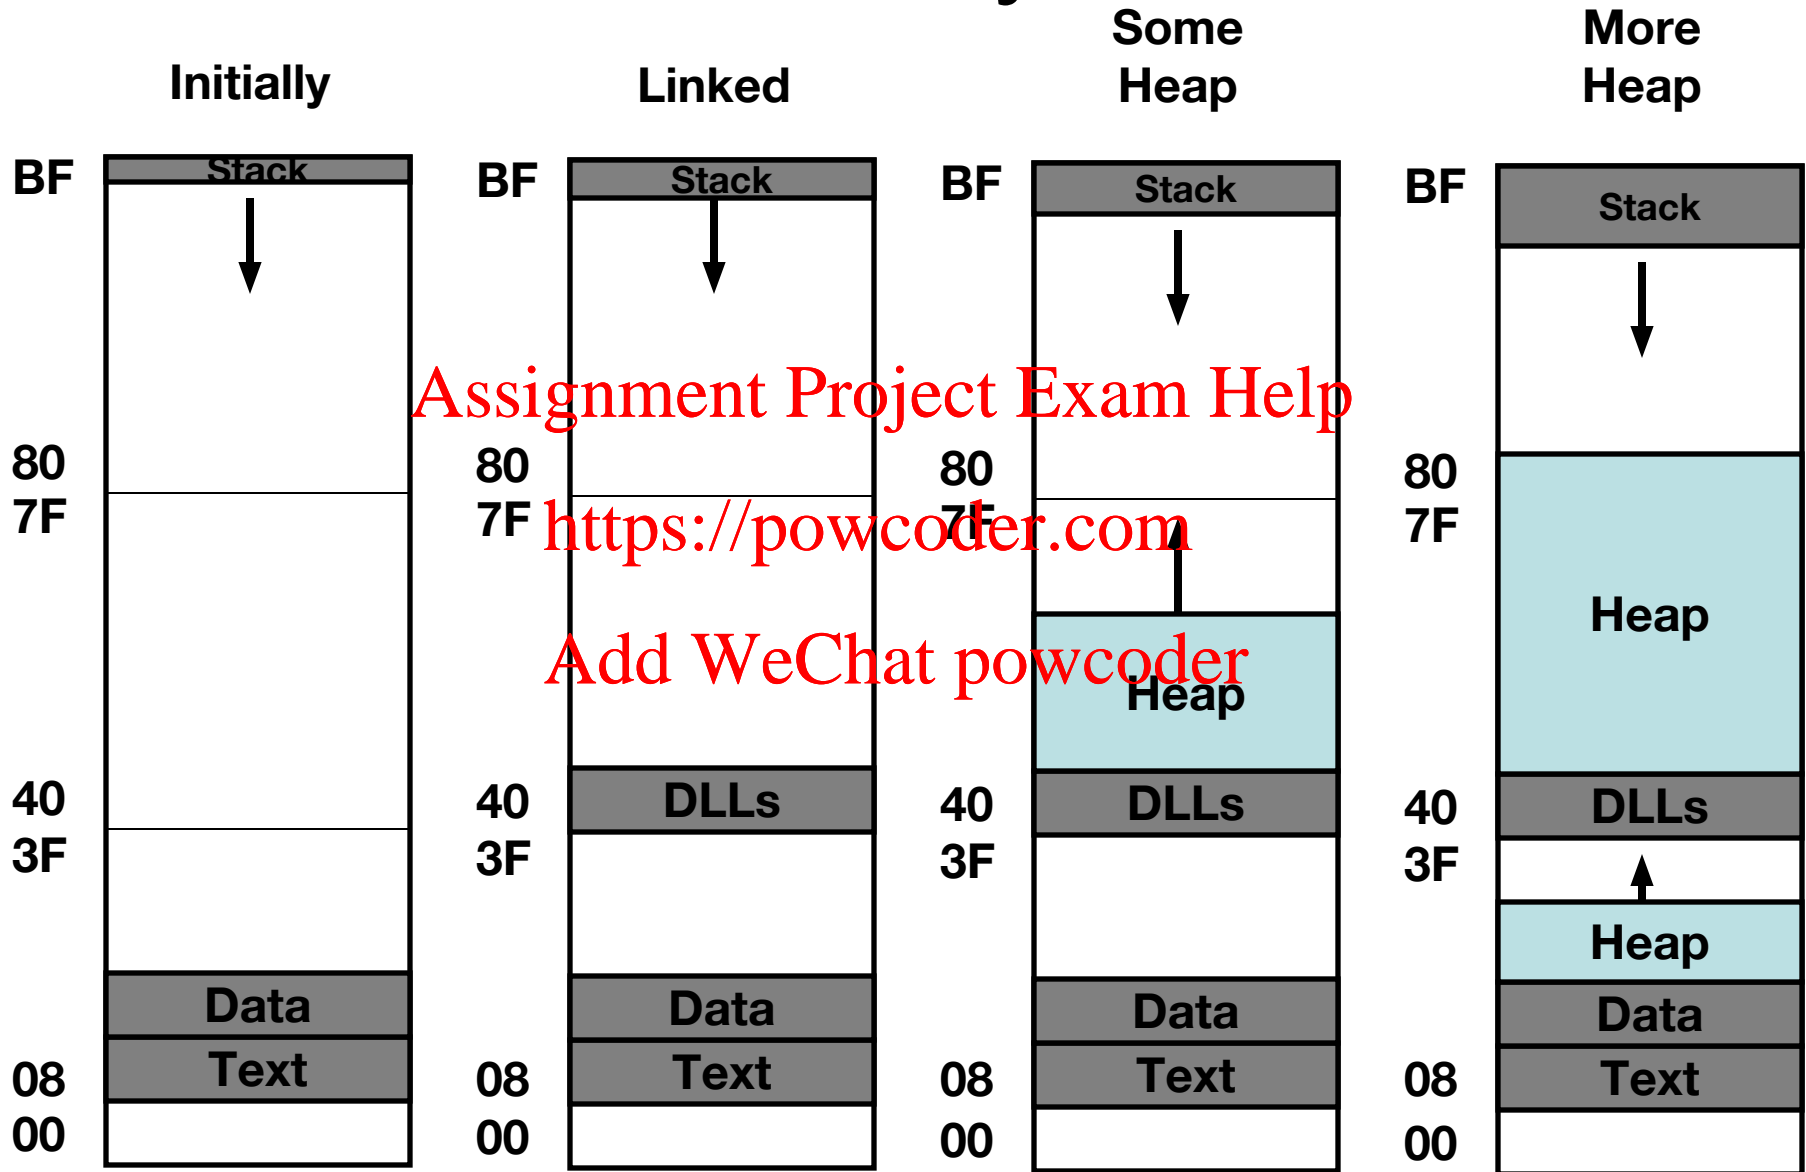 Initially
BF
Stack
80
7F
40
3F
Data
Text
08
00
Linked
BF
Stack
80
7F
40
DLLs
3F
Data
Text
08
00
Some
Heap
BF
Stack
80
7F
Heap
40
DLLs
3F
Data
Text
08
00
More
Heap
BF
Stack
80
7F
Heap
40
DLLs
3F
Heap
Data
Text
08
00
Assignment Project Exam Help
https://powcoder.com
Add WeChat powcoder